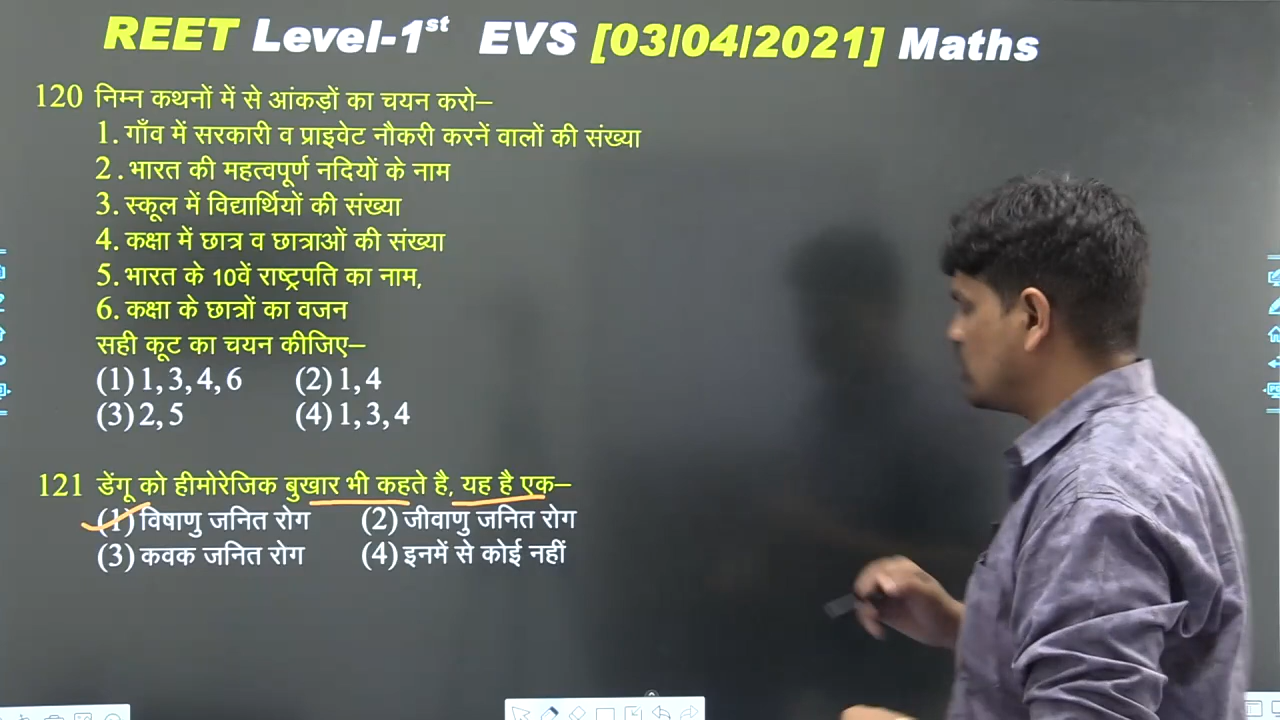 REET Level-1st EVS [03/04/2021] Maths
120 निम्न कथनों में से आंकड़ों का चयन करो–
1. गाँव में सरकारी व प्राइवेट नौकरी करनें वालों की संख्या
2. भारत की महत्वपूर्ण नदियों के नाम
3. स्कूल में विद्यार्थियों की संख्या
4. कक्षा में छात्र व छात्राओं की संख्या
5. भारत के 10वें राष्ट्रपति का नाम,
6. कक्षा के छात्रों का वजन
सही कूट का चयन कीजिए–
(1) 1, 3, 4, 6 (2) 1, 4
(3) 2, 5 (4) 1, 3, 4
121 डेंगू को हीमोरेजिक बुखार भी कहते है, यह है एक–
(1) विषाणु जनित रोग (2) जीवाणु जनित रोग
(3) कवक जनित रोग (4) इनमें से कोई नहीं